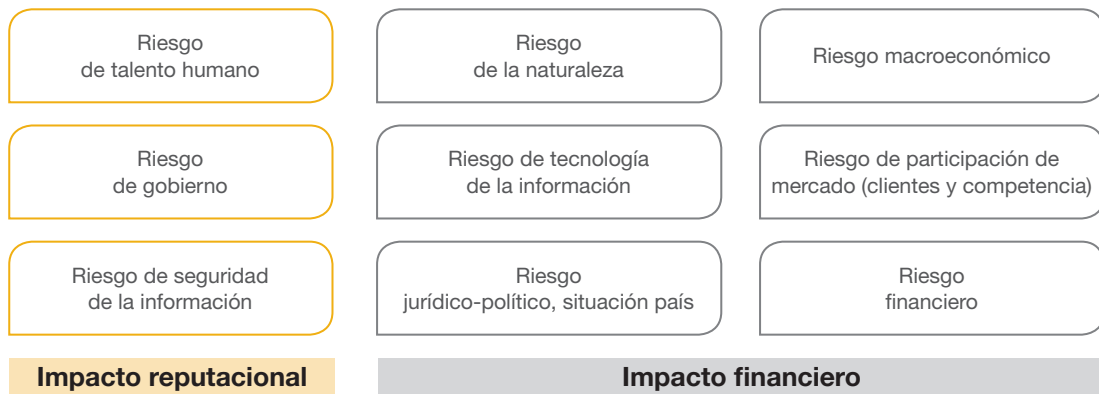 Riesgo
de talento humano
Riesgo
de la naturaleza
Riesgo macroeconómico
Riesgo
de gobierno
Riesgo de tecnología
de la información
Riesgo de participación de
mercado (clientes y competencia)
Riesgo de seguridad
de la información
Riesgo
jurídico-político, situación país
Riesgo
financiero
Impacto reputacional
Impacto financiero